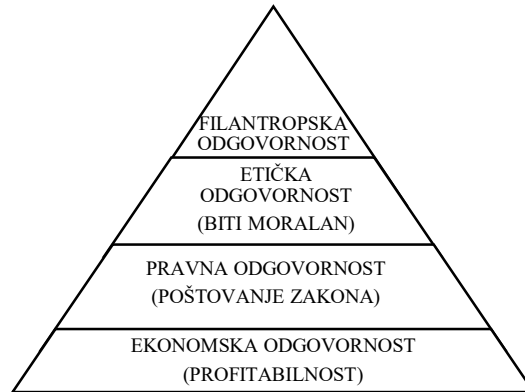 FILANTROPSKA
ODGOVORNOST
ETIČKA
ODGOVORNOST
(BITI MORALAN)
PRAVNA ODGOVORNOST
(POŠTOVANJE ZAKONA)
EKONOMSKA ODGOVORNOST
(PROFITABILNOST)